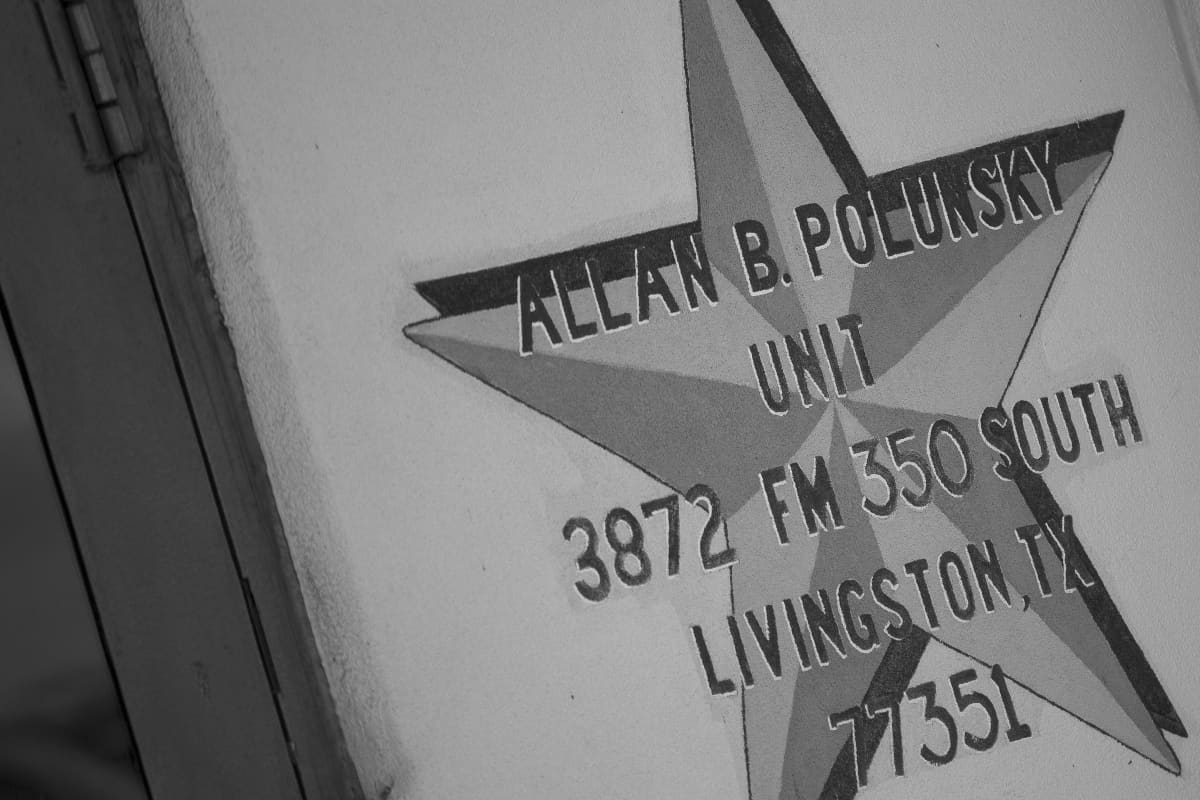 ALLAN B. POLUNSKY
UNIT
3872 FM 350 SOUTH
LIVINGSTON, TX
77351